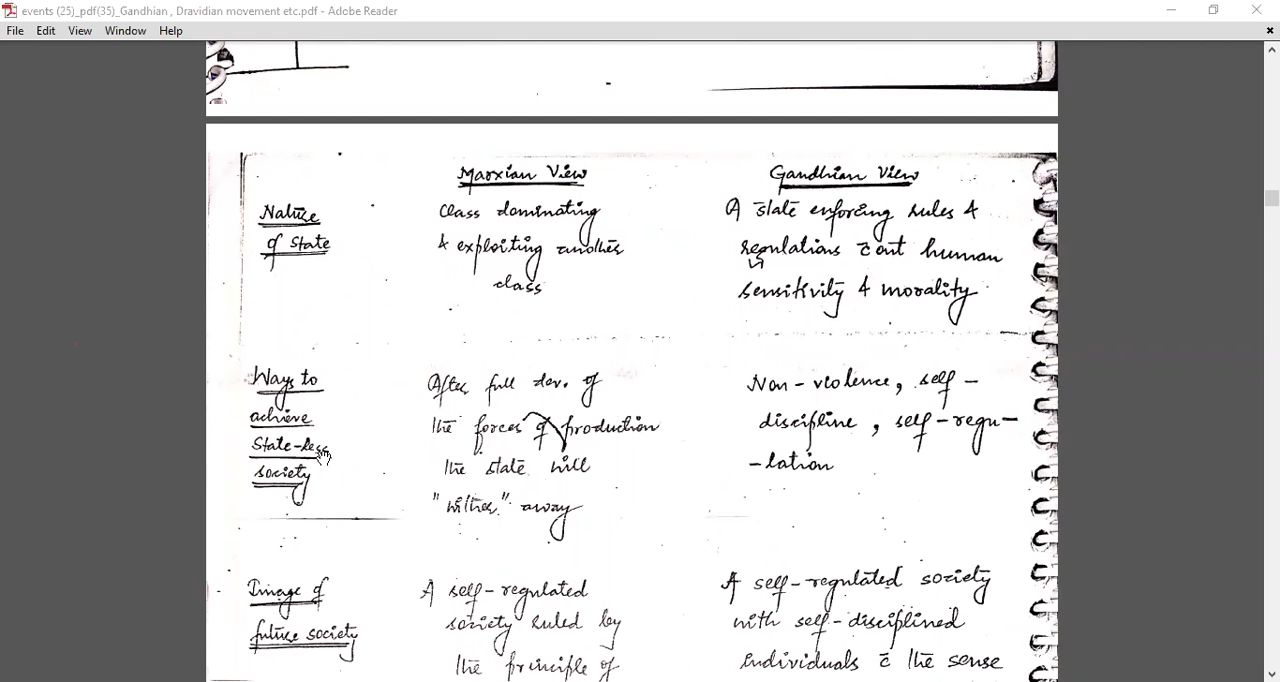 events (25)_pdf(35)_Gandhian , Dravidian movement etc.pdf - Adobe Reader
File Edit View Window Help
Marxian View
Gandhian View
Nature
of State
Class dominating
& exploiting another
class
A state enforcing rules &
regulations c̄out human
sensitivity & morality
Ways to
achieve
State-less
society
After full dev. of
the forces of production
the state will
"wither" away
Non-violence, self-
discipline, self-regu-
-lation
Image of
future society
A self-regulated
society ruled by
the principle of
A self-regulated society
with self-disciplined
individuals c̄ the sense